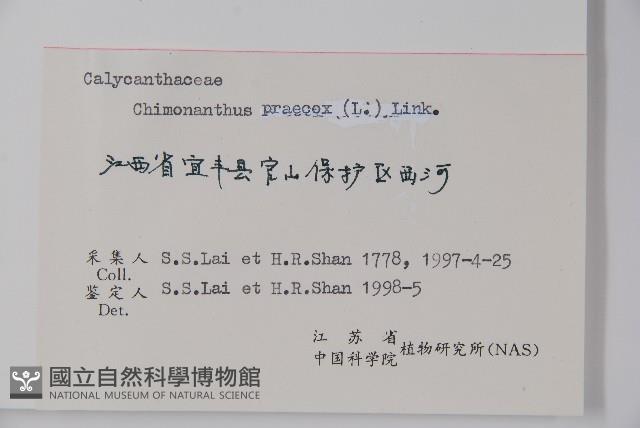 Calycanthaceae
Chimonanthus praecox (L.) Link.
江西省宜丰县官山保护区西河
采集人 S.S.Lai et H.R.Shan 1778, 1997-4-25
Coll.
鉴定人 S.S.Lai et H.R.Shan 1998-5
Det.
江苏省
中国科学院 植物研究所(NAS)
國立自然科學博物館
NATIONAL MUSEUM OF NATURAL SCIENCE